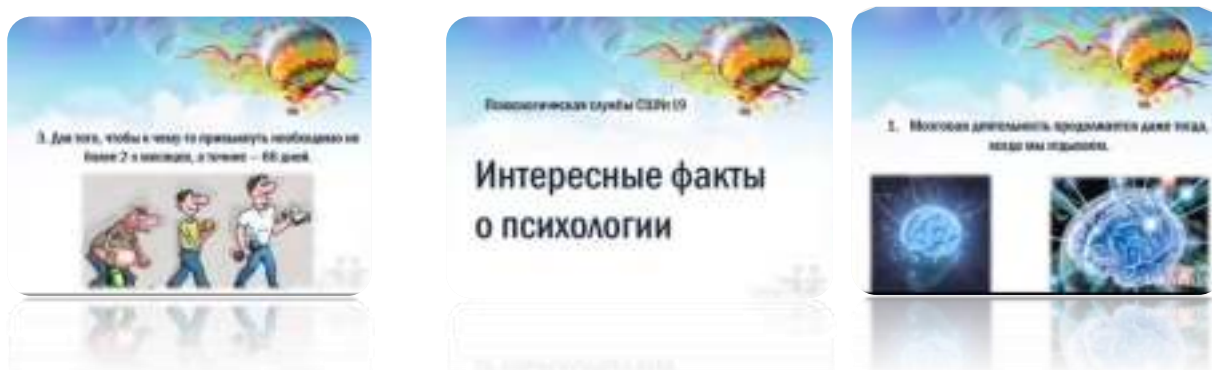 3. Для того, чтобы к чему то привыкнуть необходимо не
более 2 х месяцев, а точнее – 66 дней.
Психологическая служба СОШ№19
Интересные факты
о психологии
1. Мозговая деятельность продолжается даже тогда,
когда мы отдыхаем.